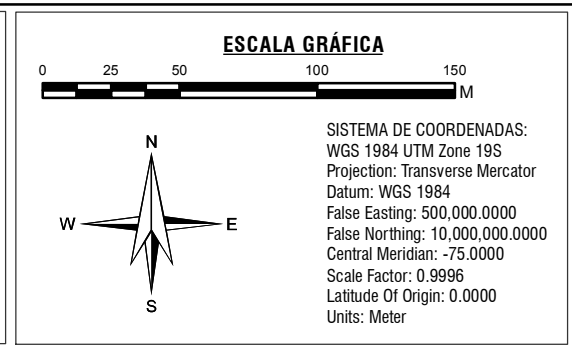 ESCALA GRÁFICA
0 25 50 100 150
M
N
W E
S
SISTEMA DE COORDENADAS:
WGS 1984 UTM Zone 19S
Projection: Transverse Mercator
Datum: WGS 1984
False Easting: 500,000.0000
False Northing: 10,000,000.0000
Central Meridian: -75.0000
Scale Factor: 0.9996
Latitude Of Origin: 0.0000
Units: Meter